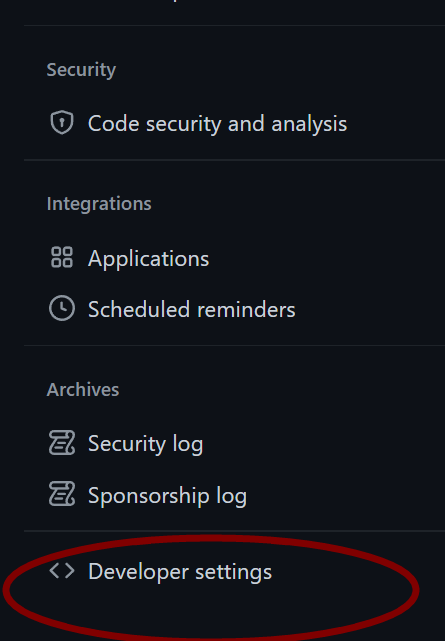 Security
Code security and analysis
Integrations
Applications
Scheduled reminders
Archives
Security log
Sponsorship log
Developer settings